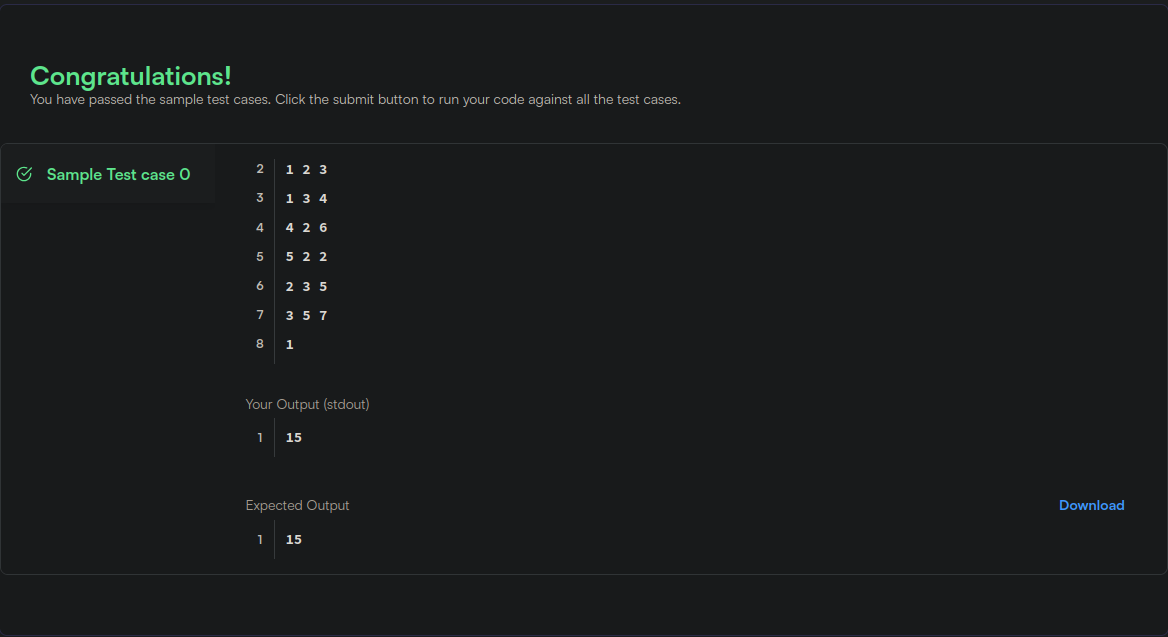 Congratulations!
You have passed the sample test cases. Click the submit button to run your code against all the test cases.
Sample Test case 0
2 1 2 3
3 1 3 4
4 4 2 6
5 5 2 2
6 2 3 5
7 3 5 7
8 1
Your Output (stdout)
1 15
Expected Output Download
1 15